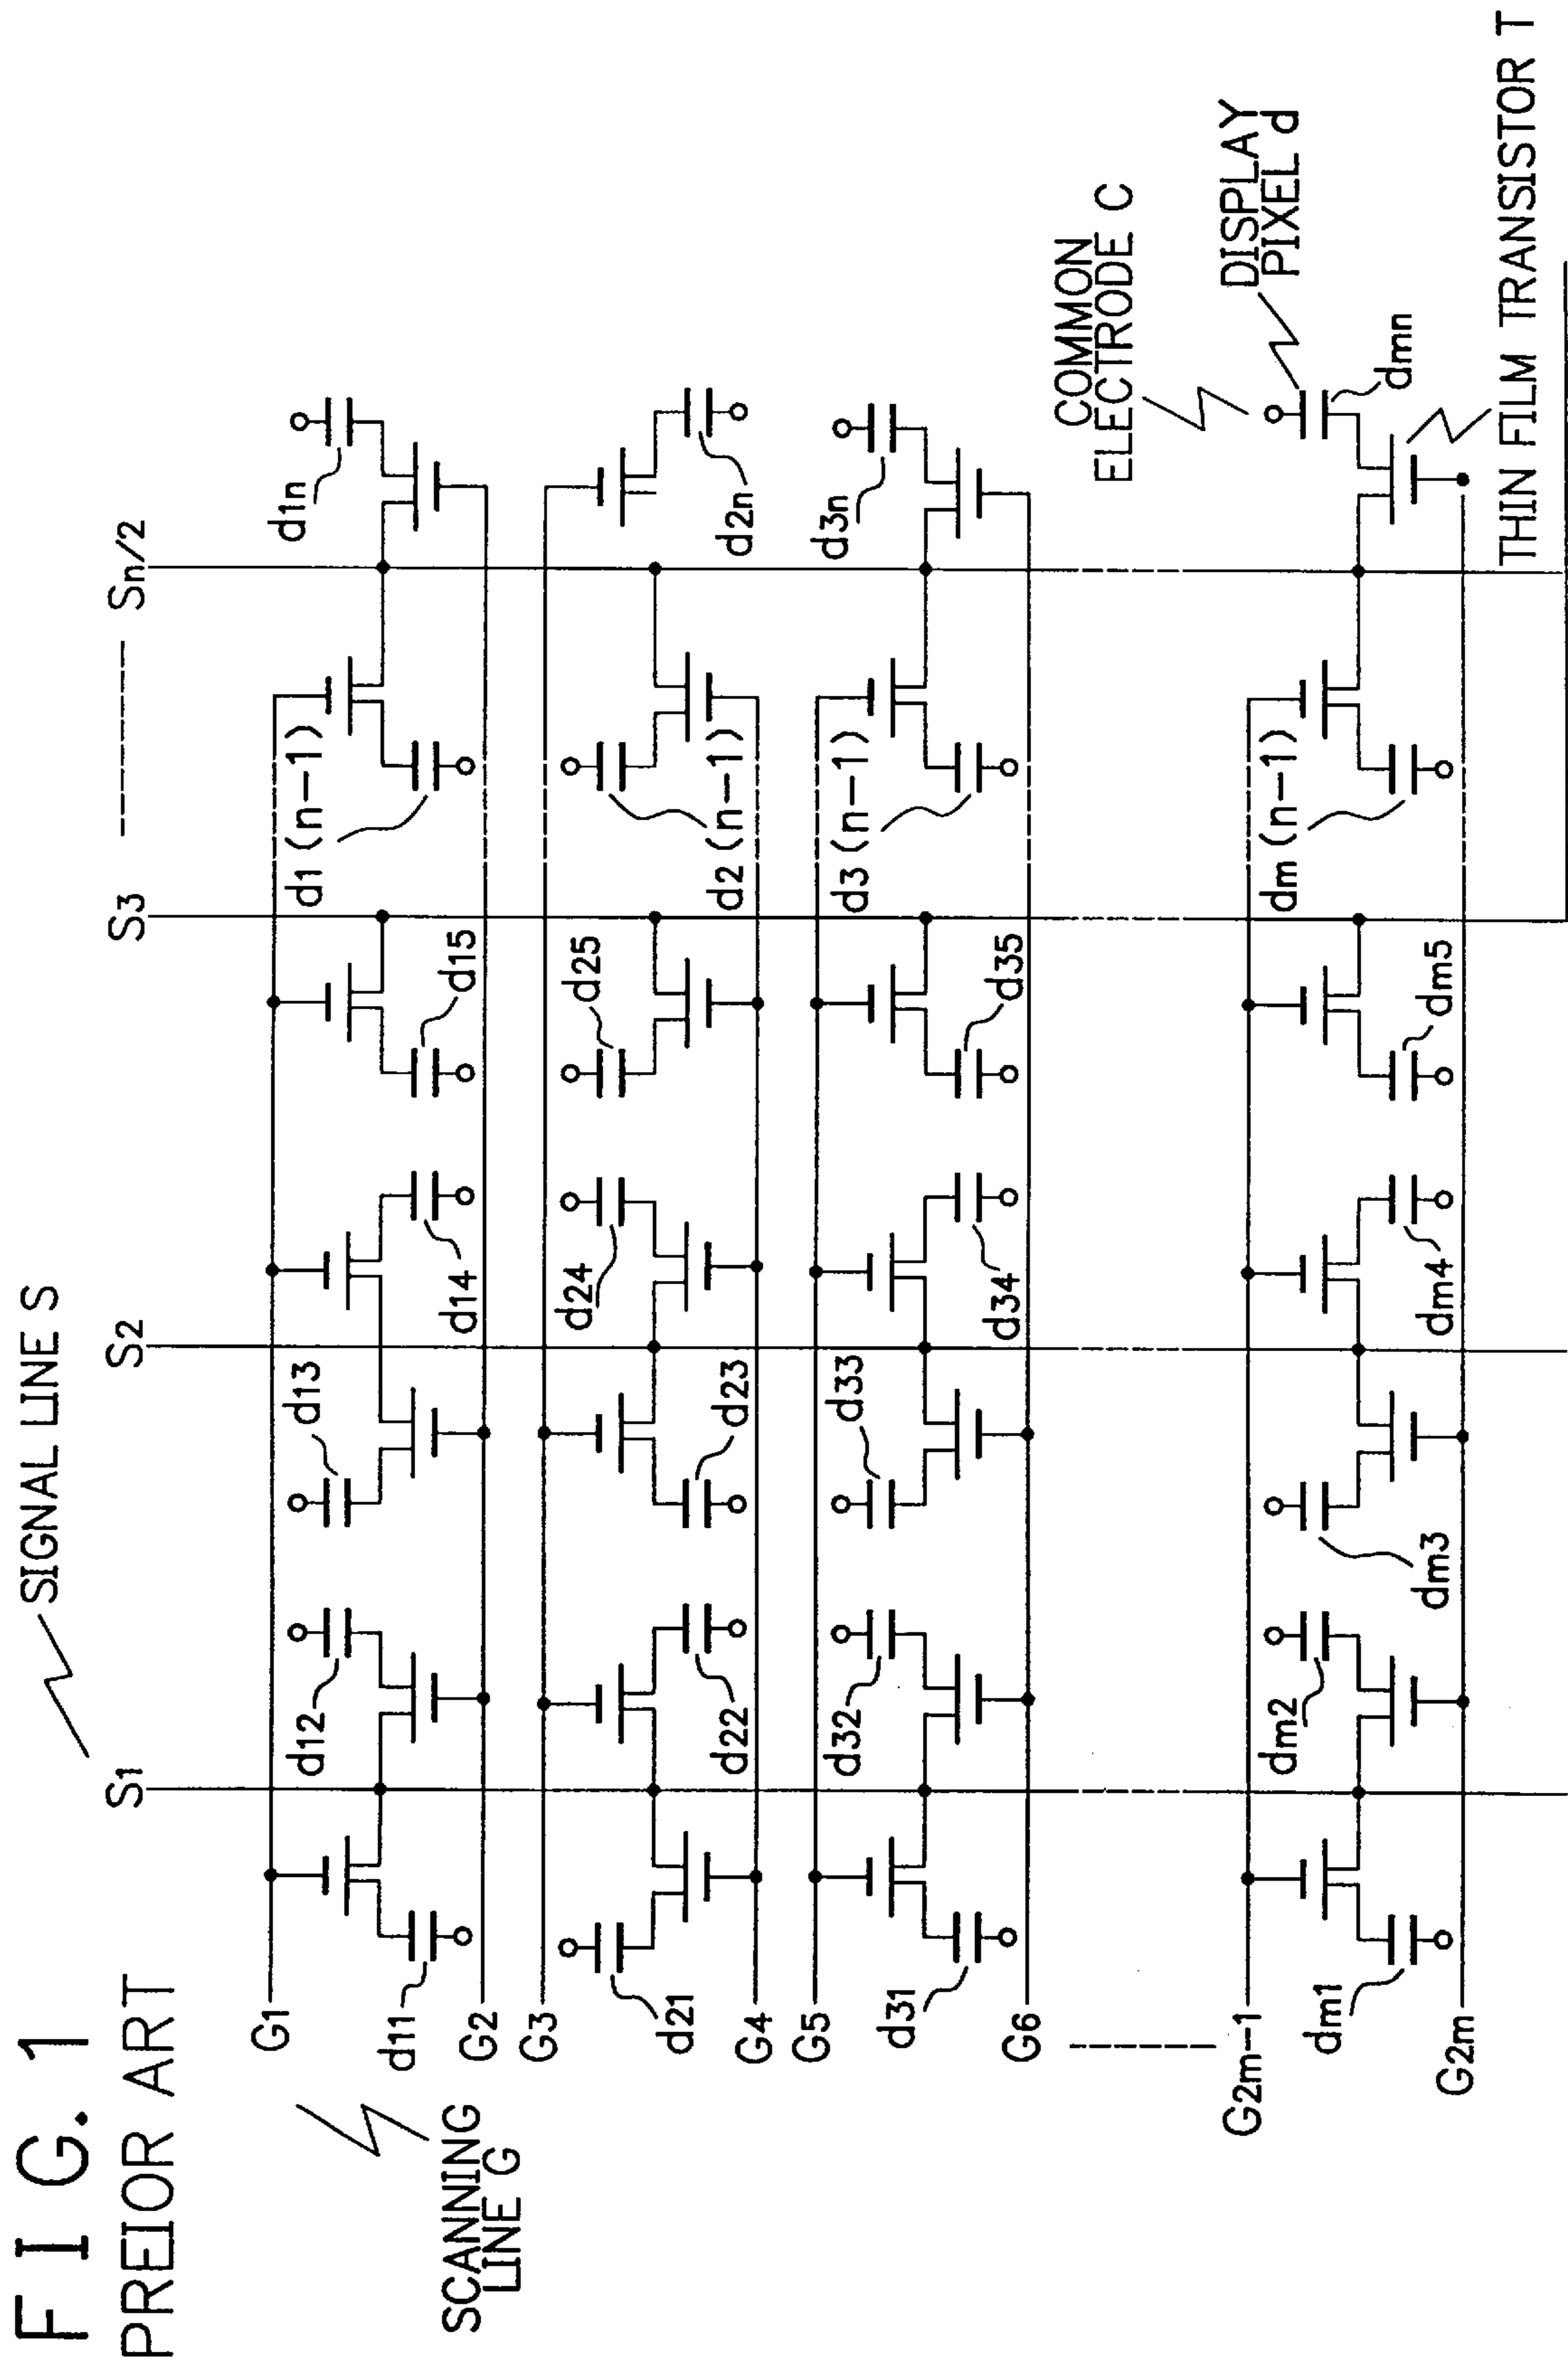 FIG. 1
PREIOR ART
SIGNAL LINE S
S1
S2
S3
Sn/2
SCANNING
LINE G
G1
d11
d12
d13
d14
d15
d1(n-1)
d1n
G2
G3
d21
d22
d23
d24
d25
d2(n-1)
d2n
G4
G5
d31
d32
d33
d34
d35
d3(n-1)
d3n
G6
COMMON
ELECTRODE C
DISPLAY
PIXEL d
G2m-1
dm1
dm2
dm3
dm4
dm5
dm(n-1)
dmn
G2m
THIN FILM TRANSISTOR T